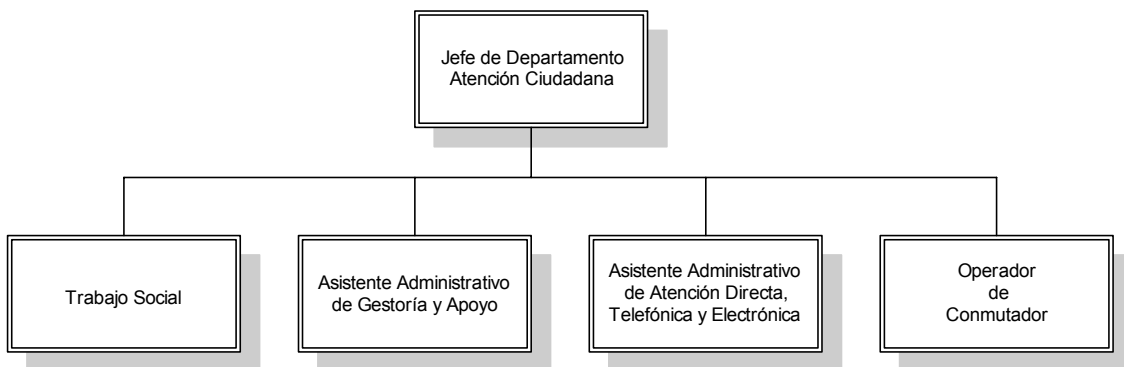 Jefe de Departamento
Atención Ciudadana
Trabajo Social
Asistente Administrativo
de Gestoría y Apoyo
Asistente Administrativo
de Atención Directa,
Telefónica y Electrónica
Operador
de
Conmutador